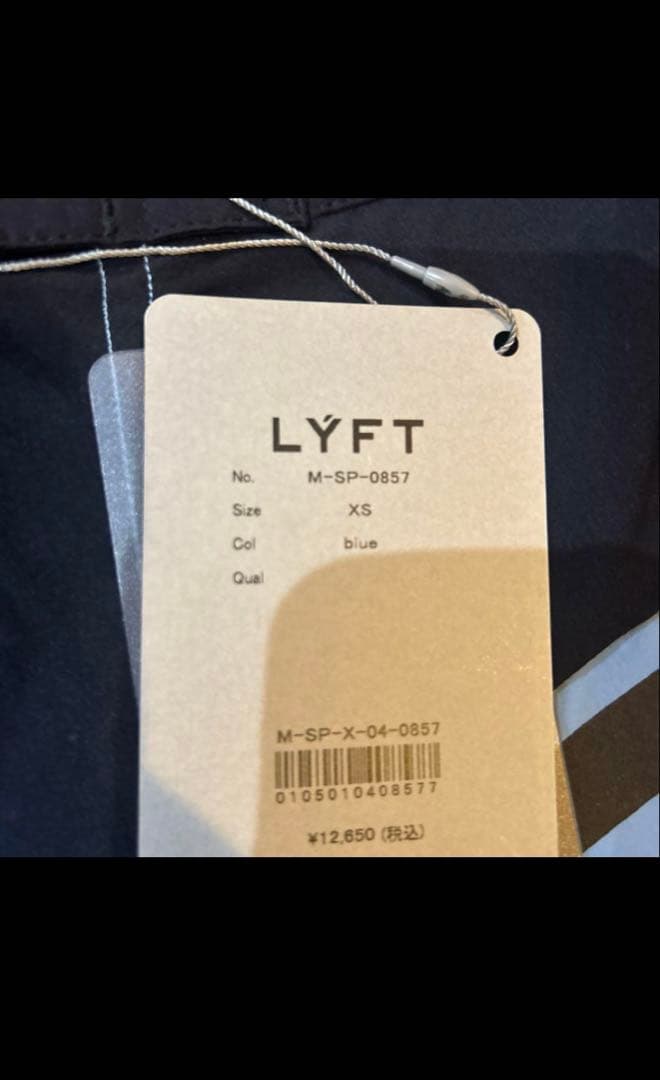 LÝFT
No. M-SP-0857
Size XS
Col blue
Qual
M-SP-X-04-0857
0105010408577
¥12,650 (税込)